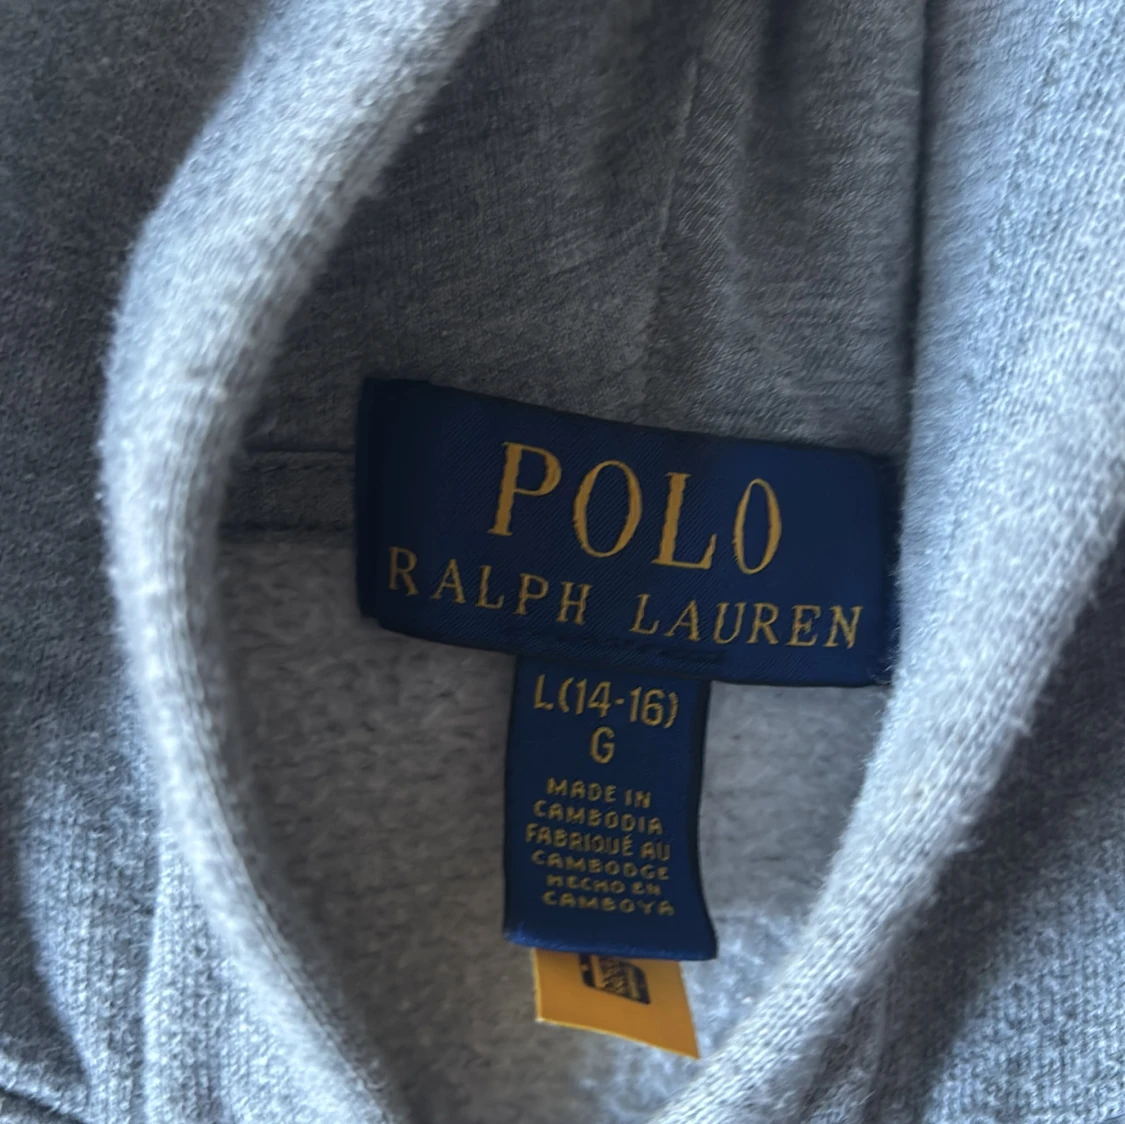 POLO
RALPH LAUREN
L(14-16)
G
MADE IN
CAMBODIA
FABRIQUÉ AU
CAMBODGE
HECHO EN
CAMBOYA